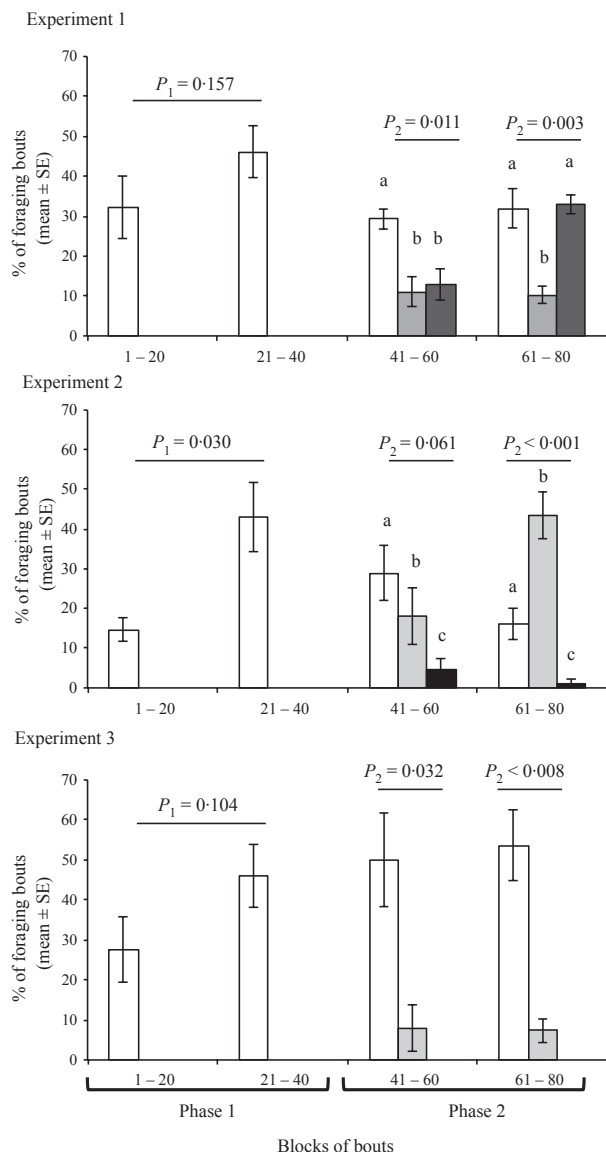 Experiment 1
P1 = 0·157
P2 = 0·011
P2 = 0·003
% of foraging bouts
(mean ± SE)
70
60
50
40
30
20
10
0
a
b
b
a
b
a
1 – 20
21 – 40
41 – 60
61 – 80
Experiment 2
P1 = 0·030
P2 = 0·061
P2 < 0·001
% of foraging bouts
(mean ± SE)
70
60
50
40
30
20
10
0
a
b
c
a
b
c
1 – 20
21 – 40
41 – 60
61 – 80
Experiment 3
P1 = 0·104
P2 = 0·032
P2 < 0·008
% of foraging bouts
(mean ± SE)
70
60
50
40
30
20
10
0
1 – 20
21 – 40
41 – 60
61 – 80
Phase 1
Phase 2
Blocks of bouts